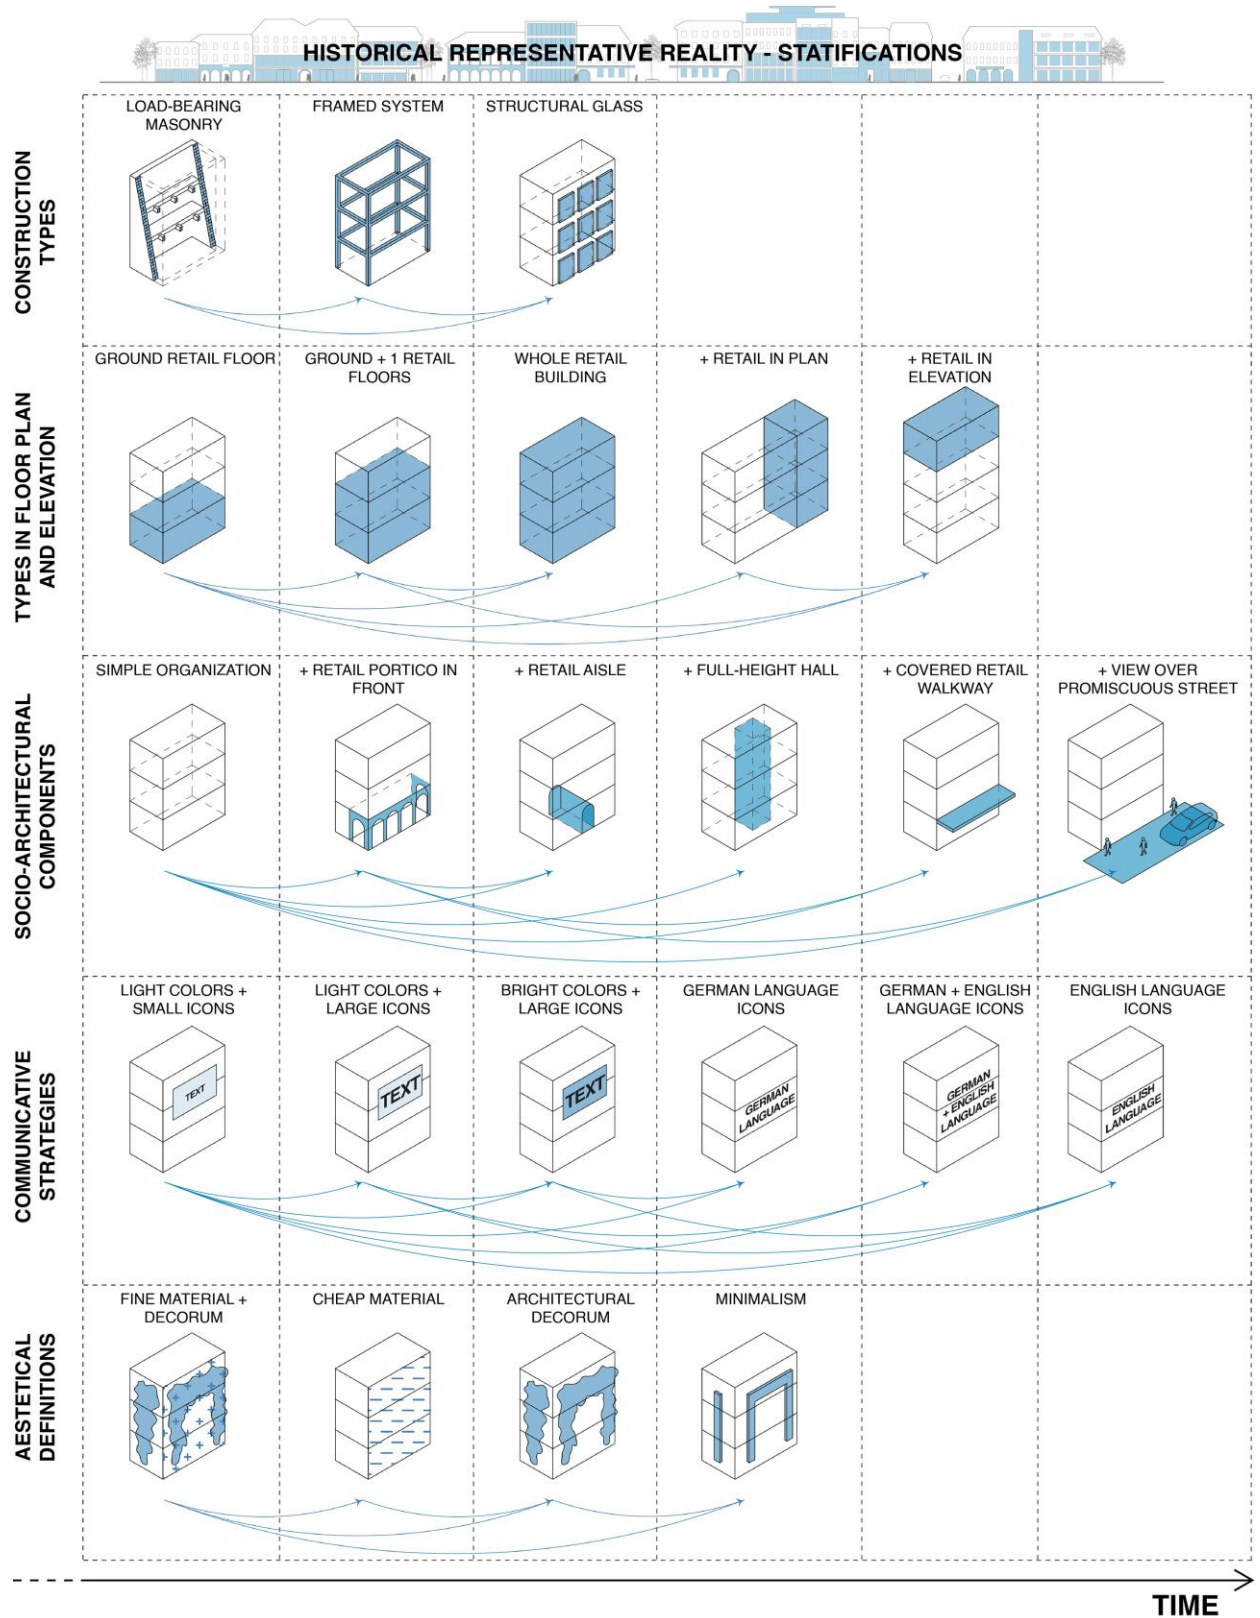 HISTORICAL REPRESENTATIVE REALITY - STATIFICATIONS
CONSTRUCTION
TYPES
LOAD-BEARING
MASONRY
FRAMED SYSTEM
STRUCTURAL GLASS
TYPES IN FLOOR PLAN
AND ELEVATION
GROUND RETAIL FLOOR
GROUND + 1 RETAIL
FLOORS
WHOLE RETAIL
BUILDING
+ RETAIL IN PLAN
+ RETAIL IN
ELEVATION
SOCIO-ARCHITECTURAL
COMPONENTS
SIMPLE ORGANIZATION
+ RETAIL PORTICO IN
FRONT
+ RETAIL AISLE
+ FULL-HEIGHT HALL
+ COVERED RETAIL
WALKWAY
+ VIEW OVER
PROMISCUOUS STREET
COMMUNICATIVE
STRATEGIES
LIGHT COLORS +
SMALL ICONS
TEXT
LIGHT COLORS +
LARGE ICONS
TEXT
BRIGHT COLORS +
LARGE ICONS
TEXT
GERMAN LANGUAGE
ICONS
GERMAN
LANGUAGE
GERMAN + ENGLISH
LANGUAGE ICONS
GERMAN
+ ENGLISH
LANGUAGE
ENGLISH LANGUAGE
ICONS
ENGLISH
LANGUAGE
AESTETICAL
DEFINITIONS
FINE MATERIAL +
DECORUM
CHEAP MATERIAL
ARCHITECTURAL
DECORUM
MINIMALISM
TIME